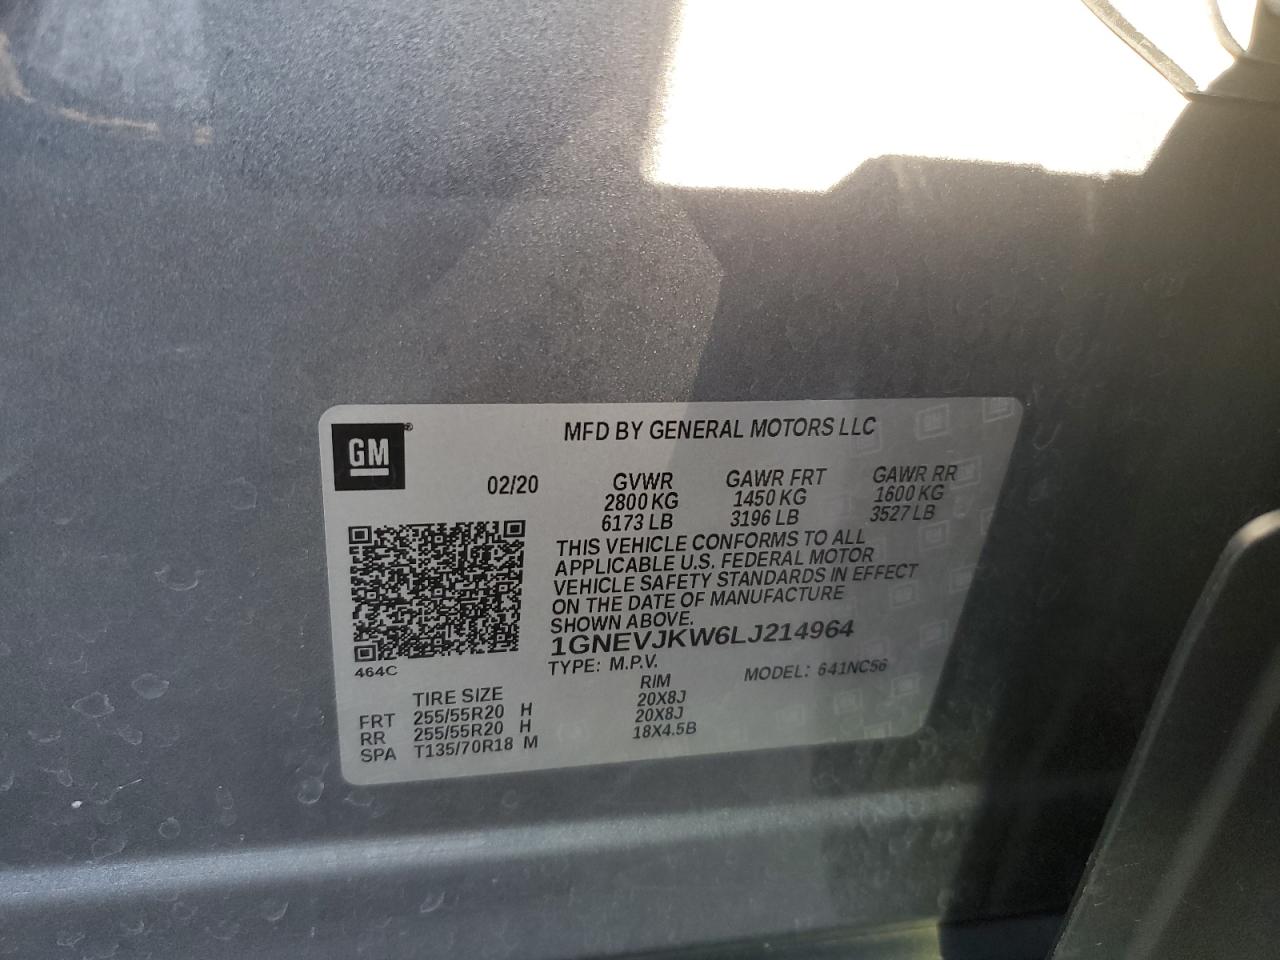 MFD BY GENERAL MOTORS LLC
GM®
02/20
GVWR GAWR FRT GAWR RR
2800 KG 1450 KG 1600 KG
6173 LB 3196 LB 3527 LB
THIS VEHICLE CONFORMS TO ALL
APPLICABLE U.S. FEDERAL MOTOR
VEHICLE SAFETY STANDARDS IN EFFECT
ON THE DATE OF MANUFACTURE
SHOWN ABOVE.
1GNEVJKW6LJ214964
464C
TYPE: M.P.V. MODEL: 641NC56
TIRE SIZE RIM
FRT 255/55R20 H 20X8J
RR 255/55R20 H 20X8J
SPA T135/70R18 M 18X4.5B